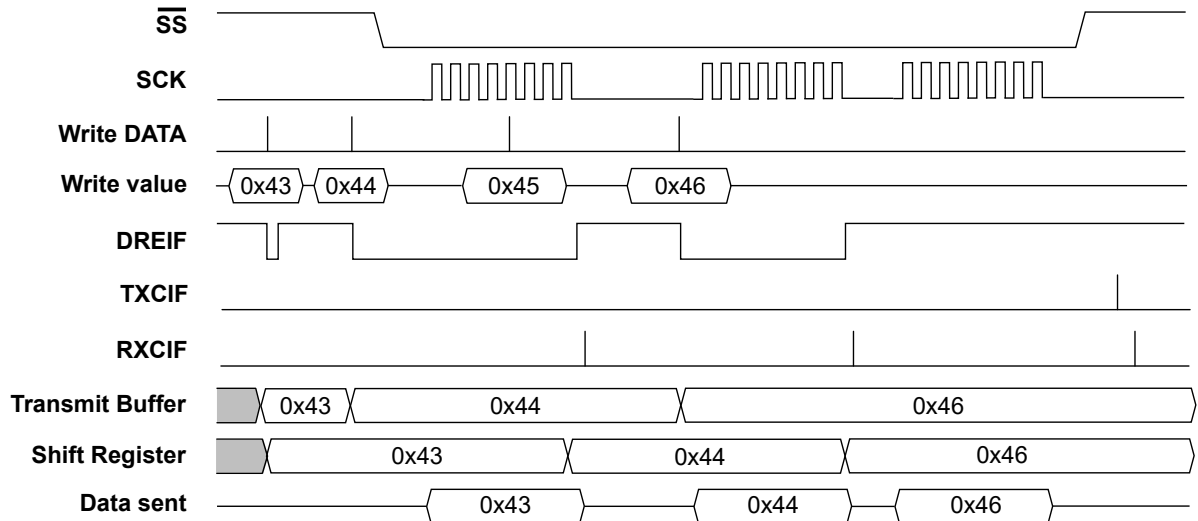 SS
SCK
Write DATA
Write value 0x43 0x44 0x45 0x46
DREIF
TXCIF
RXCIF
Transmit Buffer 0x43 0x44 0x46
Shift Register 0x43 0x44 0x46
Data sent 0x43 0x44 0x46